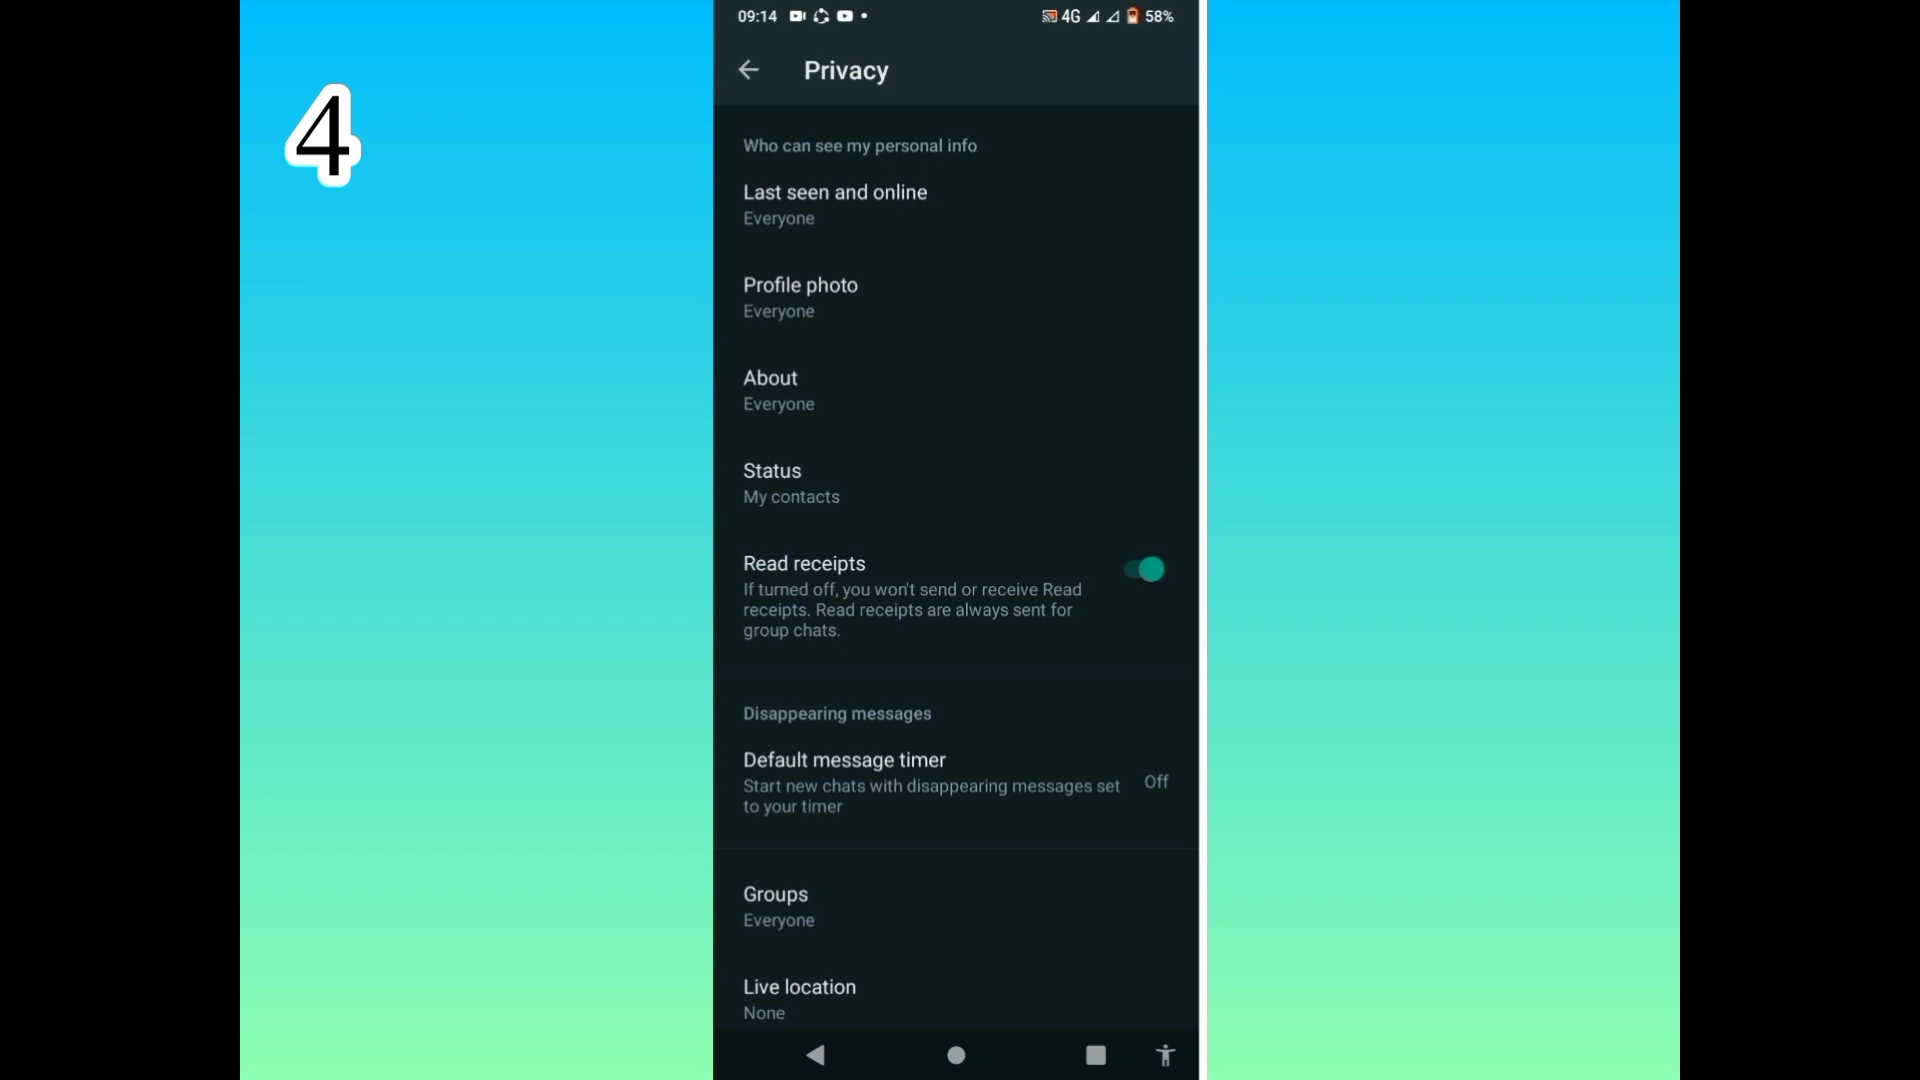 4
09:14 4G 58%
Privacy
Who can see my personal info
Last seen and online
Everyone
Profile photo
Everyone
About
Everyone
Status
My contacts
Read receipts
If turned off, you won't send or receive Read
receipts. Read receipts are always sent for
group chats.
Disappearing messages
Default message timer
Start new chats with disappearing messages set
to your timer
Off
Groups
Everyone
Live location
None